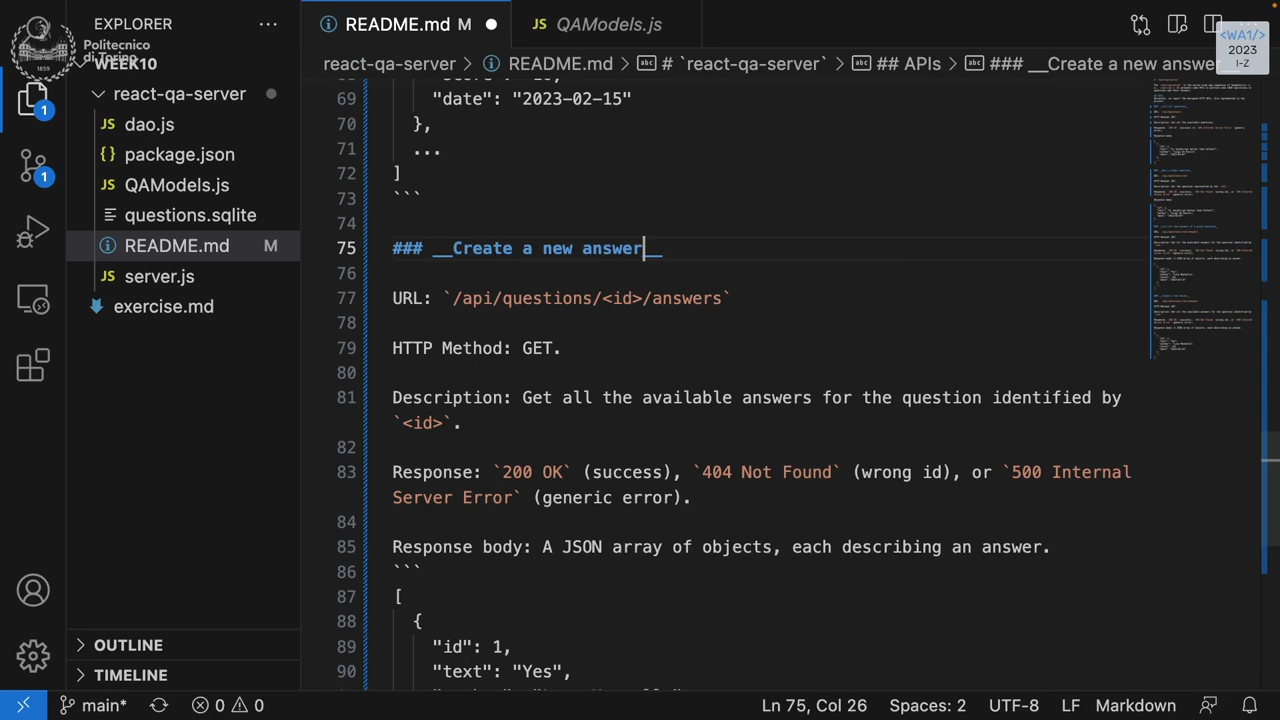 EXPLORER
Politecnico
di Torino
1859
WEEK10
react-qa-server
dao.js
package.json
QAModels.js
questions.sqlite
README.md M
server.js
exercise.md
OUTLINE
TIMELINE
1
1
README.md M
JS QAModels.js
<WA1/>
2023
I-Z
react-qa-server > README.md > # `react-qa-server` > ## APIs > ### __Create a new answer
69 "date": "2023-02-15"
70 },
71 ...
72 ]
73 ```
74
75 ### __Create a new answer__
76
77 URL: `/api/questions/<id>/answers`
78
79 HTTP Method: GET.
80
81 Description: Get all the available answers for the question identified by
`<id>`.
82
83 Response: `200 OK` (success), `404 Not Found` (wrong id), or `500 Internal
Server Error` (generic error).
84
85 Response body: A JSON array of objects, each describing an answer.
86 ```
87 [
88 {
89 "id": 1,
90 "text": "Yes",
main* 0 0 Ln 75, Col 26 Spaces: 2 UTF-8 LF Markdown